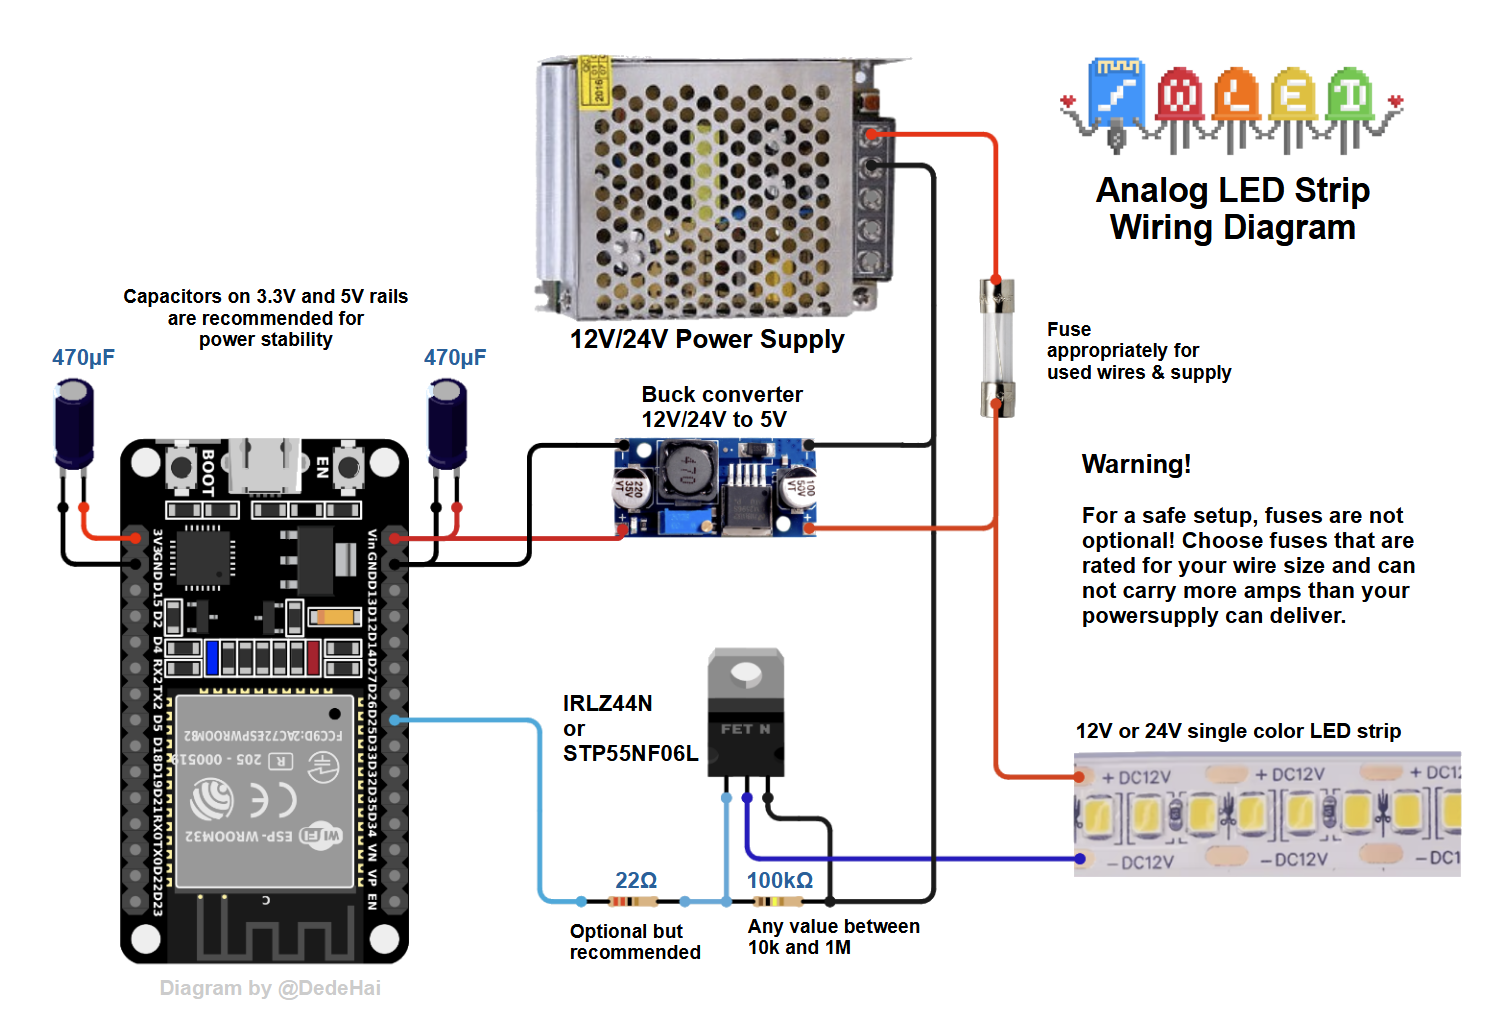 WLED
Analog LED Strip
Wiring Diagram
12V/24V Power Supply
Capacitors on 3.3V and 5V rails
are recommended for
power stability
470µF
470µF
Fuse
appropriately for
used wires & supply
Buck converter
12V/24V to 5V
470
220
35V
VT
100
50V
VT
+
+
Warning!
For a safe setup, fuses are not
optional! Choose fuses that are
rated for your wire size and can
not carry more amps than your
powersupply can deliver.
BOOT
EN
3V3
GND
D15
D2
D4
RX2
TX2
D5
D18
D19
D21
RX0
TX0
D22
D23
Vin
GND
D13
D12
D14
D27
D26
D25
D33
D32
D35
D34
VN
VP
EN
FCC9D:2AC72ESPWROOM82
R
205 - 000519
CE
WiFi
ESP-WROOM32
C
IRLZ44N
or
STP55NF06L
FET N
12V or 24V single color LED strip
+ DC12V
+ DC12V
– DC12V
– DC12V
22Ω
100kΩ
Optional but
recommended
Any value between
10k and 1M
Diagram by @DedeHai